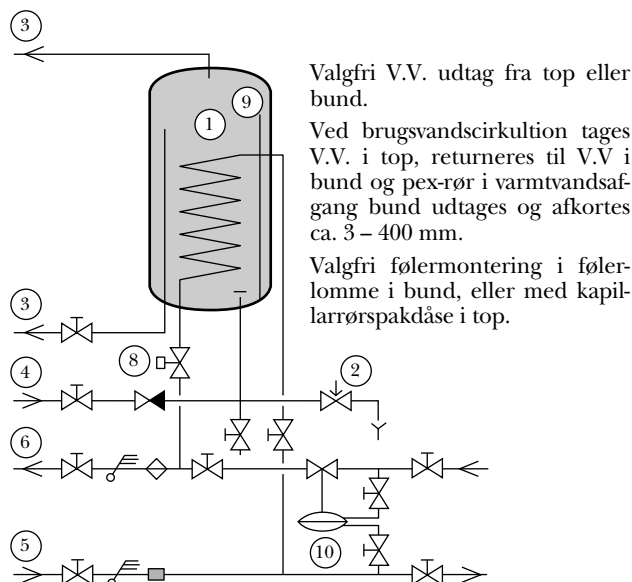 3
9
1
Valgfri V.V. udtag fra top eller
bund.
Ved brugsvandscirkultion tages
V.V. i top, returneres til V.V i
bund og pex-rør i varmtvandsaf-
gang bund udtages og afkortes
ca. 3 – 400 mm.
Valgfri følermontering i føler-
lomme i bund, eller med kapil-
larrørspakdåse i top.
3
8
4
2
6
10
5